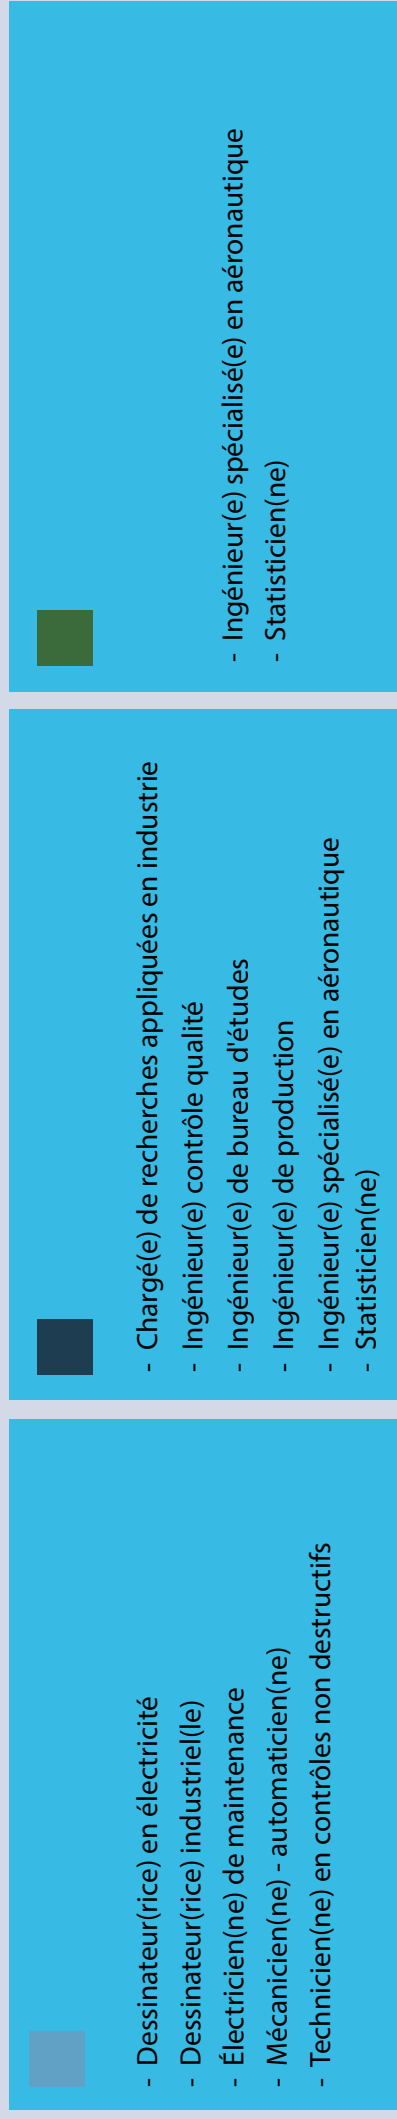 - Dessinateur(rice) en électricité
- Dessinateur(rice) industriel(le)
- Électricien(ne) de maintenance
- Mécanicien(ne) - automaticien(ne)
- Technicien(ne) en contrôles non destructifs
- Chargé(e) de recherches appliquées en industrie
- Ingénieur(e) contrôle qualité
- Ingénieur(e) de bureau d'études
- Ingénieur(e) de production
- Ingénieur(e) spécialisé(e) en aéronautique
- Statisticien(ne)
- Ingénieur(e) spécialisé(e) en aéronautique
- Statisticien(ne)